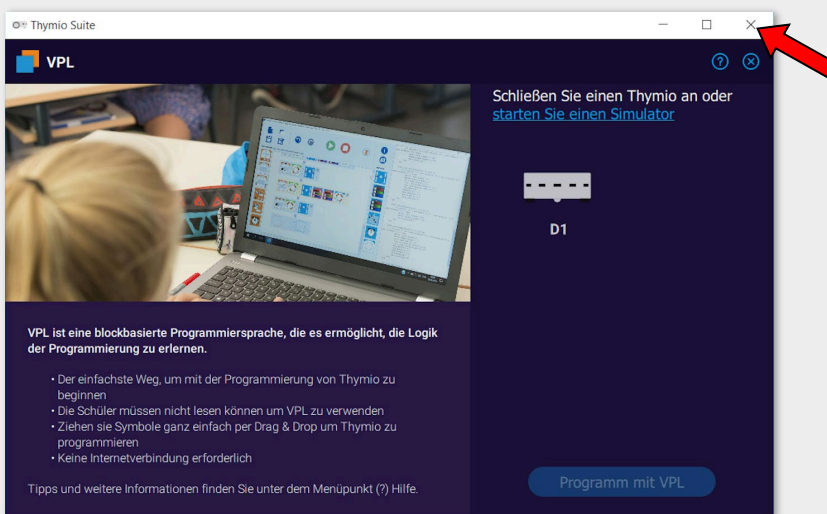 Thymio Suite
VPL
Schließen Sie einen Thymio an oder
starten Sie einen Simulator
D1
VPL ist eine blockbasierte Programmiersprache, die es ermöglicht, die Logik
der Programmierung zu erlernen.
• Der einfachste Weg, um mit der Programmierung von Thymio zu
beginnen
• Die Schüler müssen nicht lesen können um VPL zu verwenden
• Ziehen sie Symbole ganz einfach per Drag & Drop um Thymio zu
programmieren
• Keine Internetverbindung erforderlich
Tipps und weitere Informationen finden Sie unter dem Menüpunkt (?) Hilfe.
Programm mit VPL